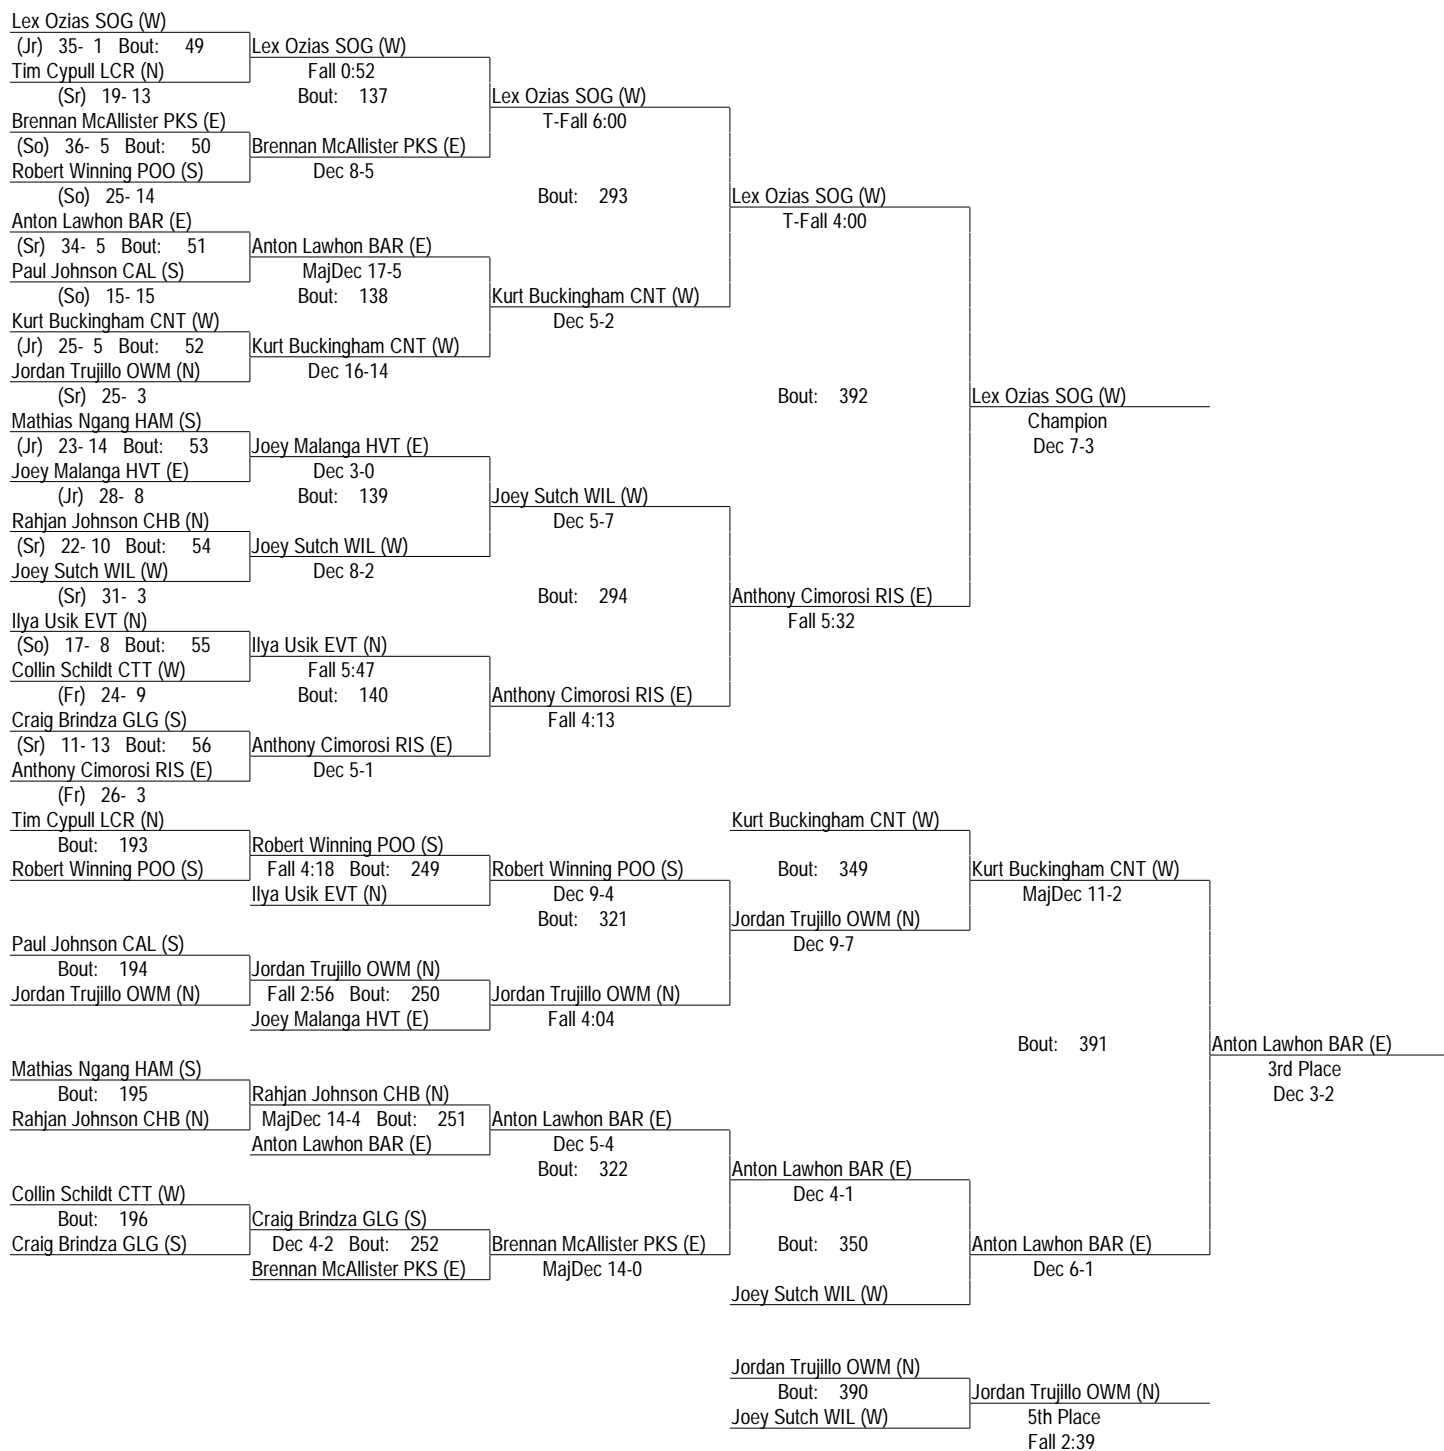 Lex Ozias SOG (W)
(Jr) 35- 1 Bout: 49 Lex Ozias SOG (W)
Tim Cypull LCR (N) Fall 0:52
(Sr) 19- 13 Bout: 137 Lex Ozias SOG (W)
Brennan McAllister PKS (E) T-Fall 6:00
(So) 36- 5 Bout: 50 Brennan McAllister PKS (E)
Robert Winning POO (S) Dec 8-5
(So) 25- 14 Bout: 293 Lex Ozias SOG (W)
Anton Lawhon BAR (E) T-Fall 4:00
(Sr) 34- 5 Bout: 51 Anton Lawhon BAR (E)
Paul Johnson CAL (S) MajDec 17-5
(So) 15- 15 Bout: 138 Kurt Buckingham CNT (W)
Kurt Buckingham CNT (W) Dec 5-2
(Jr) 25- 5 Bout: 52 Kurt Buckingham CNT (W)
Jordan Trujillo OWM (N) Dec 16-14
(Sr) 25- 3 Bout: 392 Lex Ozias SOG (W)
Mathias Ngang HAM (S) Champion
(Jr) 23- 14 Bout: 53 Joey Malanga HVT (E) Dec 7-3
Joey Malanga HVT (E) Dec 3-0
(Jr) 28- 8 Bout: 139 Joey Sutch WIL (W)
Rahjan Johnson CHB (N) Dec 5-7
(Sr) 22- 10 Bout: 54 Joey Sutch WIL (W)
Joey Sutch WIL (W) Dec 8-2
(Sr) 31- 3 Bout: 294 Anthony Cimorosi RIS (E)
Ilya Usik EVT (N) Fall 5:32
(So) 17- 8 Bout: 55 Ilya Usik EVT (N)
Collin Schildt CTT (W) Fall 5:47
(Fr) 24- 9 Bout: 140 Anthony Cimorosi RIS (E)
Craig Brindza GLG (S) Fall 4:13
(Sr) 11- 13 Bout: 56 Anthony Cimorosi RIS (E)
Anthony Cimorosi RIS (E) Dec 5-1
(Fr) 26- 3
Tim Cypull LCR (N) Kurt Buckingham CNT (W)
Bout: 193 Robert Winning POO (S)
Robert Winning POO (S) Fall 4:18 Bout: 249 Robert Winning POO (S) Bout: 349 Kurt Buckingham CNT (W)
Ilya Usik EVT (N) Dec 9-4 MajDec 11-2
Bout: 321 Jordan Trujillo OWM (N)
Paul Johnson CAL (S) Dec 9-7
Bout: 194 Jordan Trujillo OWM (N)
Jordan Trujillo OWM (N) Fall 2:56 Bout: 250 Jordan Trujillo OWM (N)
Joey Malanga HVT (E) Fall 4:04
Bout: 391 Anton Lawhon BAR (E)
Mathias Ngang HAM (S) 3rd Place
Bout: 195 Rahjan Johnson CHB (N) Dec 3-2
Rahjan Johnson CHB (N) MajDec 14-4 Bout: 251 Anton Lawhon BAR (E)
Anton Lawhon BAR (E) Dec 5-4
Bout: 322 Anton Lawhon BAR (E)
Collin Schildt CTT (W) Dec 4-1
Bout: 196 Craig Brindza GLG (S)
Craig Brindza GLG (S) Dec 4-2 Bout: 252 Brennan McAllister PKS (E) Bout: 350 Anton Lawhon BAR (E)
Brennan McAllister PKS (E) MajDec 14-0 Dec 6-1
Joey Sutch WIL (W)
Jordan Trujillo OWM (N)
Bout: 390 Jordan Trujillo OWM (N)
Joey Sutch WIL (W) 5th Place
Fall 2:39